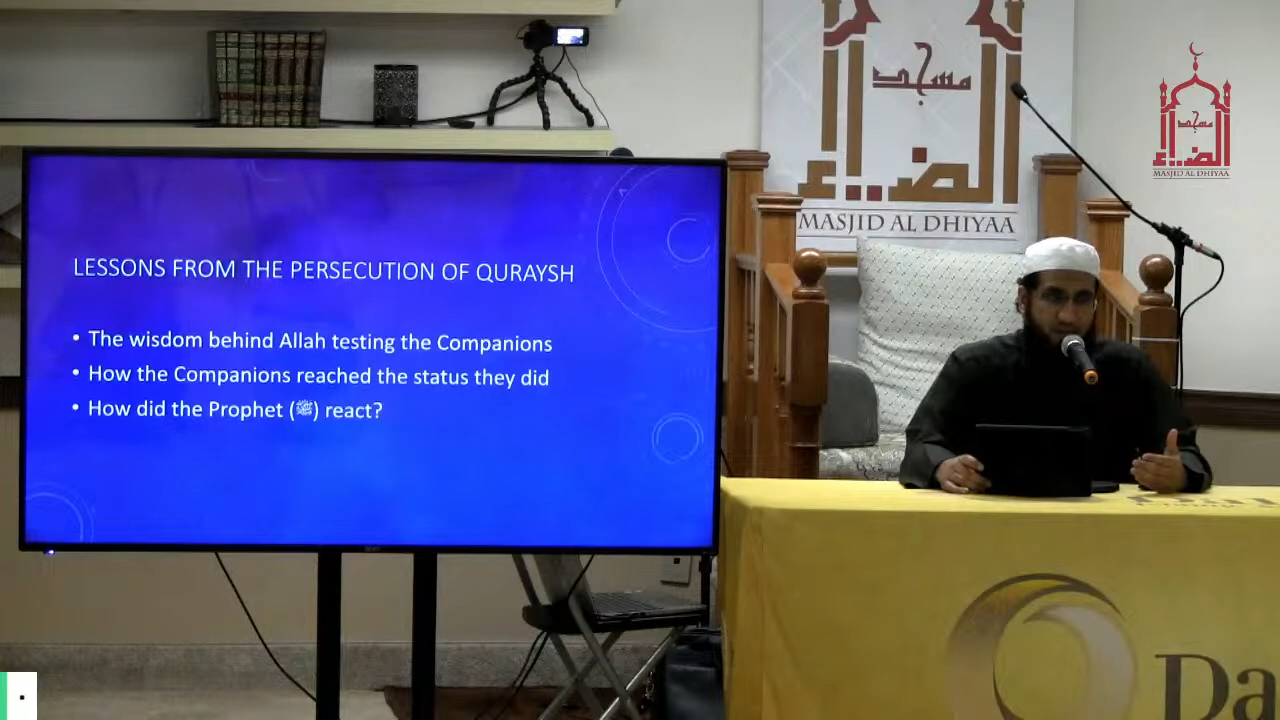 LESSONS FROM THE PERSECUTION OF QURAYSH
• The wisdom behind Allah testing the Companions
• How the Companions reached the status they did
• How did the Prophet (ﷺ) react?
مسجد
الضياء
MASJID AL DHIYAA
مسجد
الضياء
MASJID AL DHIYAA
Da